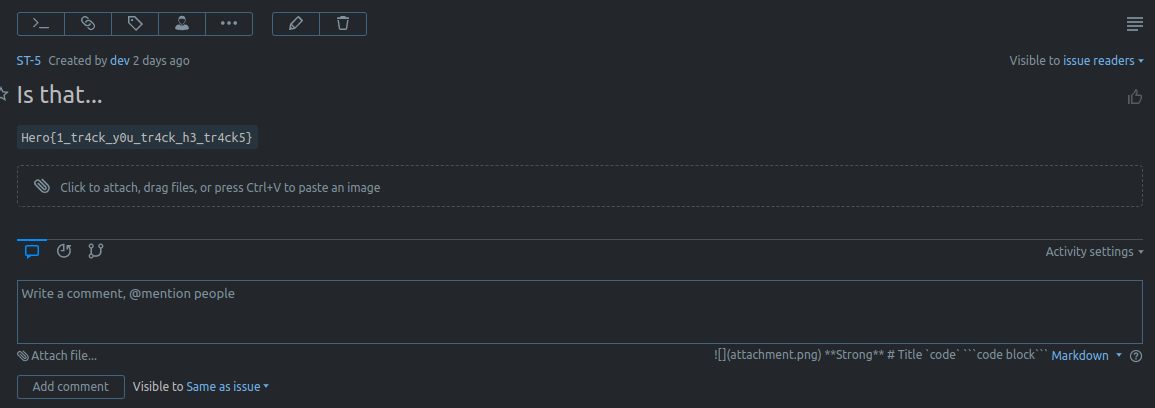 ST-5 Created by dev 2 days ago Visible to issue readers
Is that...
Hero{1_tr4ck_y0u_tr4ck_h3_tr4ck5}
Click to attach, drag files, or press Ctrl+V to paste an image
Activity settings
Write a comment, @mention people
Attach file... ![](attachment.png) **Strong** # Title `code` ```code block``` Markdown
Add comment Visible to Same as issue